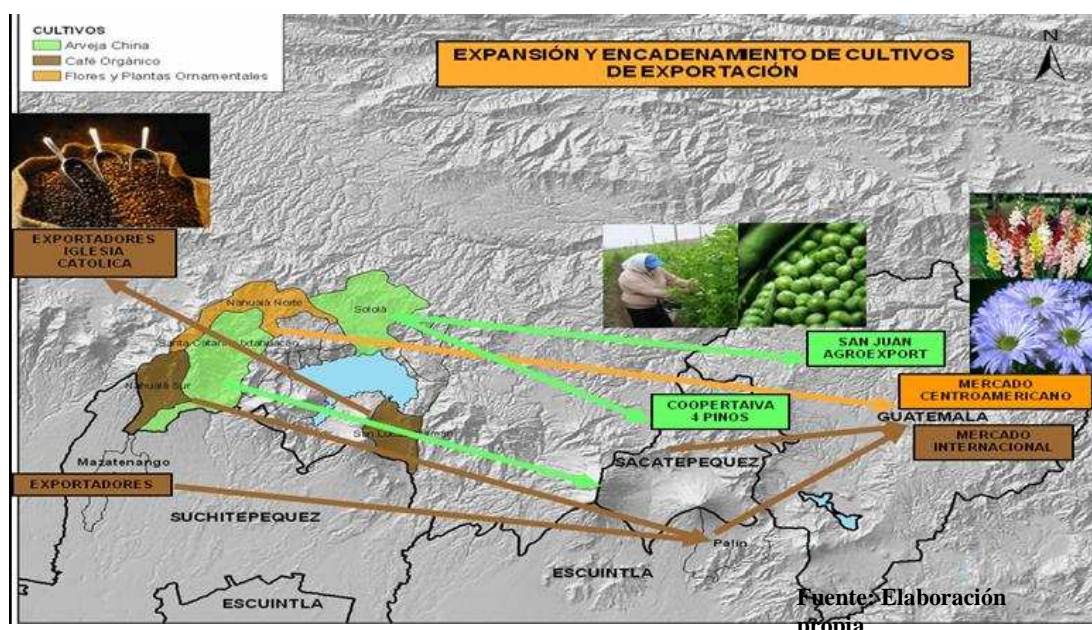 CULTIVOS
Arveja China
Café Orgánico
Flores y Plantas Ornamentales
EXPANSIÓN Y ENCADENAMIENTO DE CULTIVOS
DE EXPORTACIÓN
N
EXPORTADORES
IGLESIA
CATOLICA
Nahualá Norte
Sololá
Santa Catarina Ixtahuacán
SAN JUAN
AGROEXPORT
Nahualá Sur
MERCADO
CENTROAMERICANO
COOPERTAIVA
4 PINOS
GUATEMALA
San Lucas
MERCADO
INTERNACIONAL
Mazatenango
SACATEPEQUEZ
EXPORTADORES
SUCHITEPEQUEZ
Palín
ESCUINTLA
ESCUINTLA
Fuente: Elaboración
propia